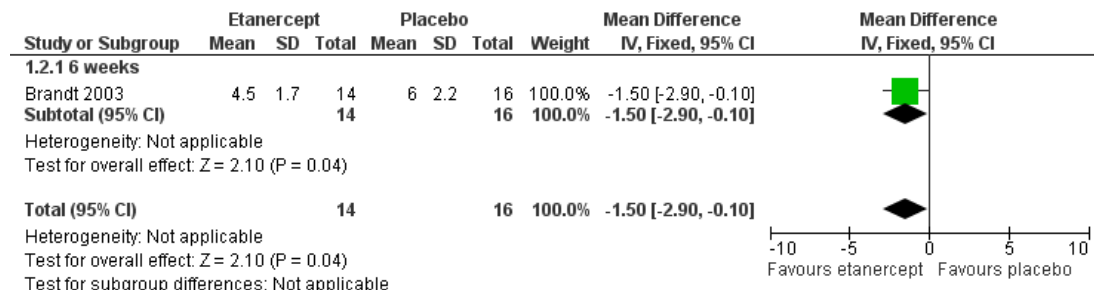 Etanercept Placebo Mean Difference Mean Difference
Study or Subgroup Mean SD Total Mean SD Total Weight IV, Fixed, 95% CI IV, Fixed, 95% CI
1.2.1 6 weeks
Brandt 2003 4.5 1.7 14 6 2.2 16 100.0% -1.50 [-2.90, -0.10]
Subtotal (95% CI) 14 16 100.0% -1.50 [-2.90, -0.10]
Heterogeneity: Not applicable
Test for overall effect: Z = 2.10 (P = 0.04)
Total (95% CI) 14 16 100.0% -1.50 [-2.90, -0.10]
Heterogeneity: Not applicable
Test for overall effect: Z = 2.10 (P = 0.04)
Test for subgroup differences: Not applicable
-10 -5 0 5 10
Favours etanercept Favours placebo